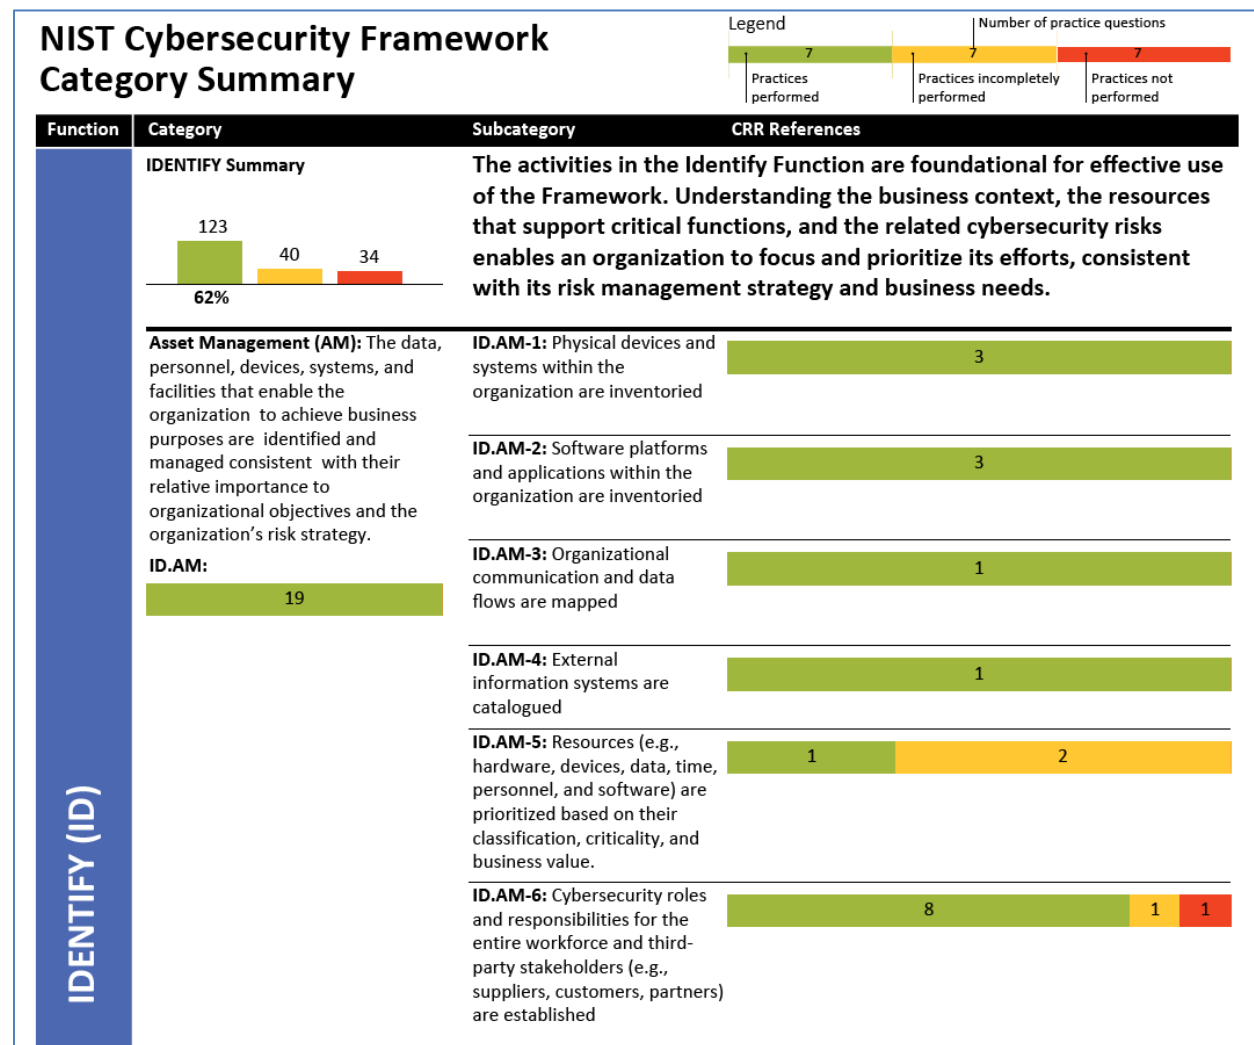 NIST Cybersecurity Framework
Category Summary
Legend
Number of practice questions
7
7
7
Practices
performed
Practices incompletely
performed
Practices not
performed
Function
Category
Subcategory
CRR References
IDENTIFY (ID)
IDENTIFY Summary
123
40
34
62%
The activities in the Identify Function are foundational for effective use
of the Framework. Understanding the business context, the resources
that support critical functions, and the related cybersecurity risks
enables an organization to focus and prioritize its efforts, consistent
with its risk management strategy and business needs.
Asset Management (AM): The data,
personnel, devices, systems, and
facilities that enable the
organization to achieve business
purposes are identified and
managed consistent with their
relative importance to
organizational objectives and the
organization’s risk strategy.
ID.AM:
19
ID.AM-1: Physical devices and
systems within the
organization are inventoried
3
ID.AM-2: Software platforms
and applications within the
organization are inventoried
3
ID.AM-3: Organizational
communication and data
flows are mapped
1
ID.AM-4: External
information systems are
catalogued
1
ID.AM-5: Resources (e.g.,
hardware, devices, data, time,
personnel, and software) are
prioritized based on their
classification, criticality, and
business value.
1
2
ID.AM-6: Cybersecurity roles
and responsibilities for the
entire workforce and third-
party stakeholders (e.g.,
suppliers, customers, partners)
are established
8
1
1